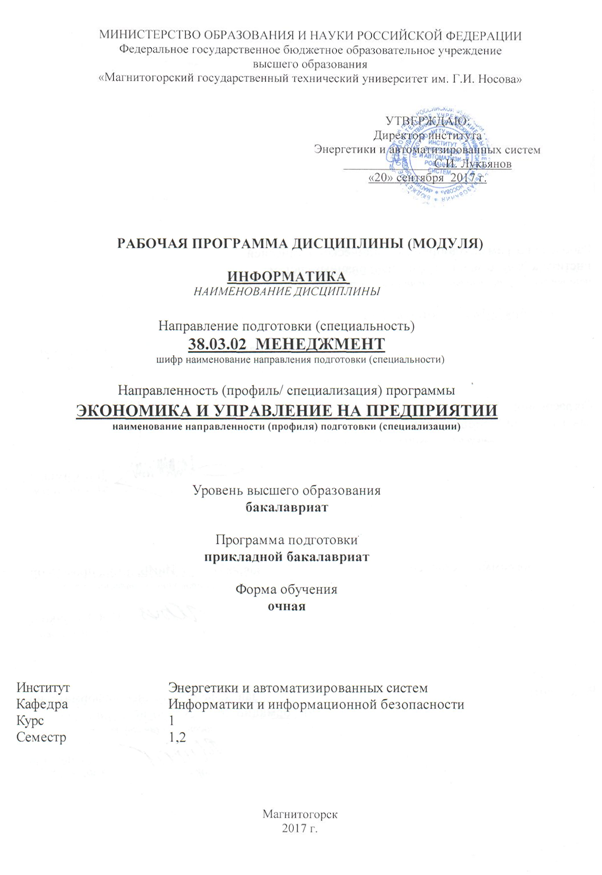 МИНИСТЕРСТВО ОБРАЗОВАНИЯ И НАУКИ РОССИЙСКОЙ ФЕДЕРАЦИИ
Федеральное государственное бюджетное образовательное учреждение
высшего образования
«Магнитогорский государственный технический университет им. Г.И. Носова»
УТВЕРЖДАЮ:
Директор института
Энергетики и автоматизированных систем
С.И. Лукьянов
«20» сентября 2017 г.
РАБОЧАЯ ПРОГРАММА ДИСЦИПЛИНЫ (МОДУЛЯ)
ИНФОРМАТИКА
НАИМЕНОВАНИЕ ДИСЦИПЛИНЫ
Направление подготовки (специальность)
38.03.02 МЕНЕДЖМЕНТ
шифр наименование направления подготовки (специальности)
Направленность (профиль/ специализация) программы
ЭКОНОМИКА И УПРАВЛЕНИЕ НА ПРЕДПРИЯТИИ
наименование направленности (профиля) подготовки (специализации)
Уровень высшего образования
бакалавриат
Программа подготовки
прикладной бакалавриат
Форма обучения
очная
Институт Энергетики и автоматизированных систем
Кафедра Информатики и информационной безопасности
Курс 1
Семестр 1,2
Магнитогорск
2017 г.